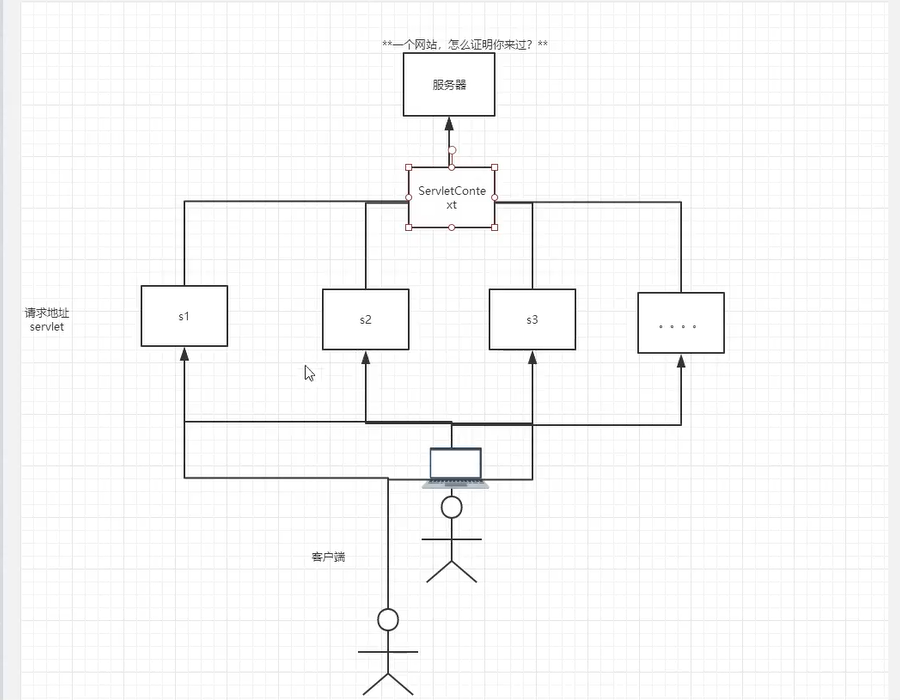 **一个网站，怎么证明你来过？**
服务器
ServletConte
xt
s1
s2
s3
。。。。
请求地址
servlet
客户端